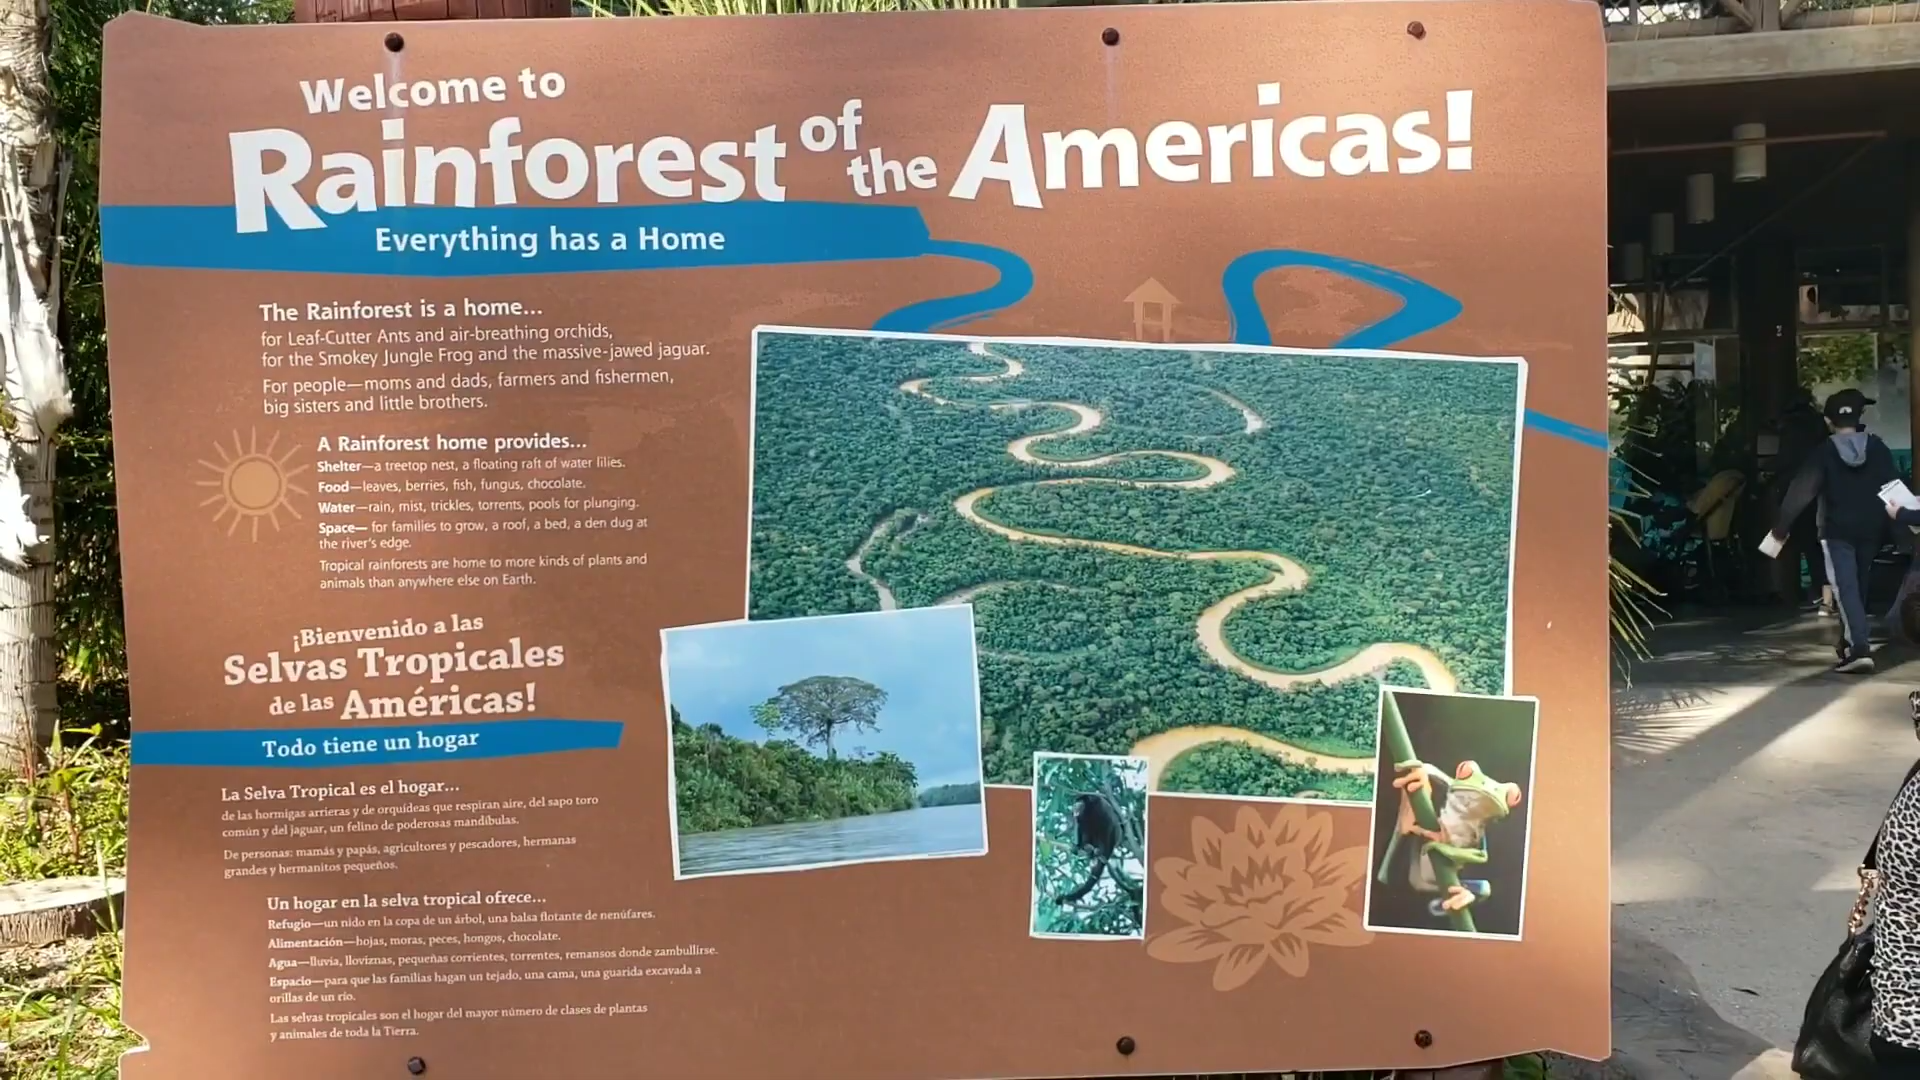 Welcome to
Rainforest of the Americas!
Everything has a Home
The Rainforest is a home...
for Leaf-Cutter Ants and air-breathing orchids,
for the Smokey Jungle Frog and the massive-jawed jaguar.
For people—moms and dads, farmers and fishermen,
big sisters and little brothers.
A Rainforest home provides...
Shelter—a treetop nest, a floating raft of water lilies.
Food—leaves, berries, fish, fungus, chocolate.
Water—rain, mist, trickles, torrents, pools for plunging.
Space— for families to grow, a roof, a bed, a den dug at
the river's edge.
Tropical rainforests are home to more kinds of plants and
animals than anywhere else on Earth.
¡Bienvenido a las
Selvas Tropicales
de las Américas!
Todo tiene un hogar
La Selva Tropical es el hogar...
de las hormigas arrieras y de orquídeas que respiran aire, del sapo toro
común y del jaguar, un felino de poderosas mandíbulas.
De personas: mamás y papás, agricultores y pescadores, hermanas
grandes y hermanitos pequeños.
Un hogar en la selva tropical ofrece...
Refugio—un nido en la copa de un árbol, una balsa flotante de nenúfares.
Alimentación—hojas, moras, peces, hongos, chocolate.
Agua—lluvia, lloviznas, pequeñas corrientes, torrentes, remansos donde zambullirse.
Espacio—para que las familias hagan un tejado, una cama, una guarida excavada a
orillas de un río.
Las selvas tropicales son el hogar del mayor número de clases de plantas
y animales de toda la Tierra.